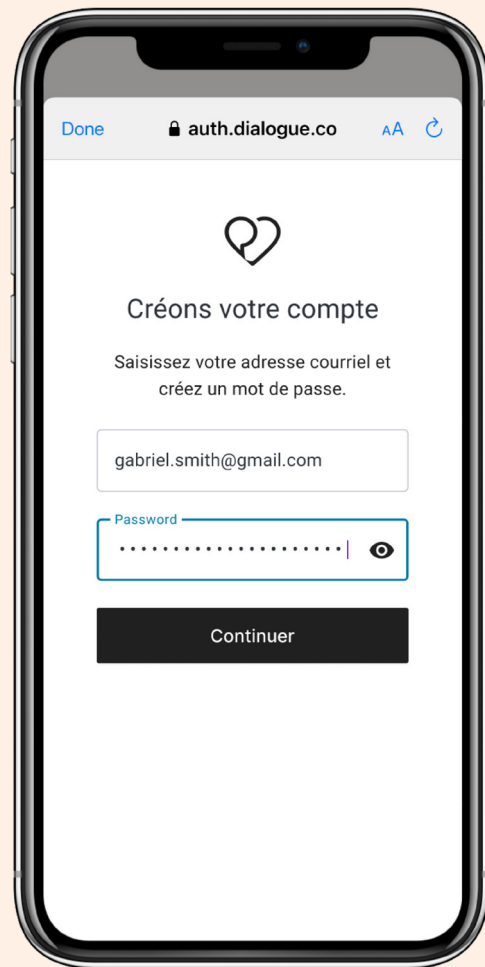 Done auth.dialogue.co AA
Créons votre compte
Saisissez votre adresse courriel et
créez un mot de passe.
gabriel.smith@gmail.com
Password
•••••••••••••••••••••
Continuer